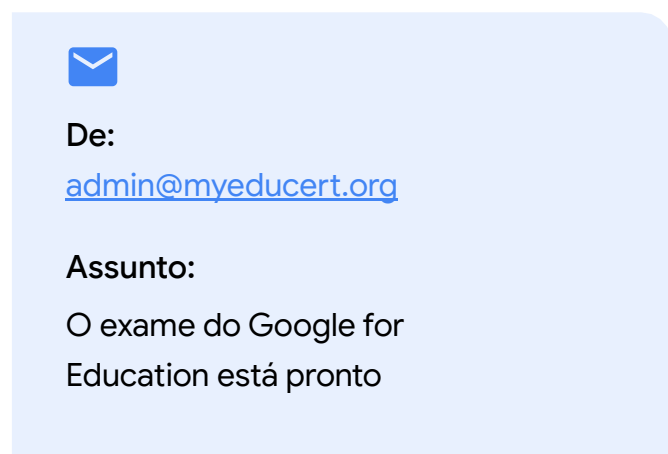 De:
admin@myeducert.org
Assunto:
O exame do Google for
Education está pronto